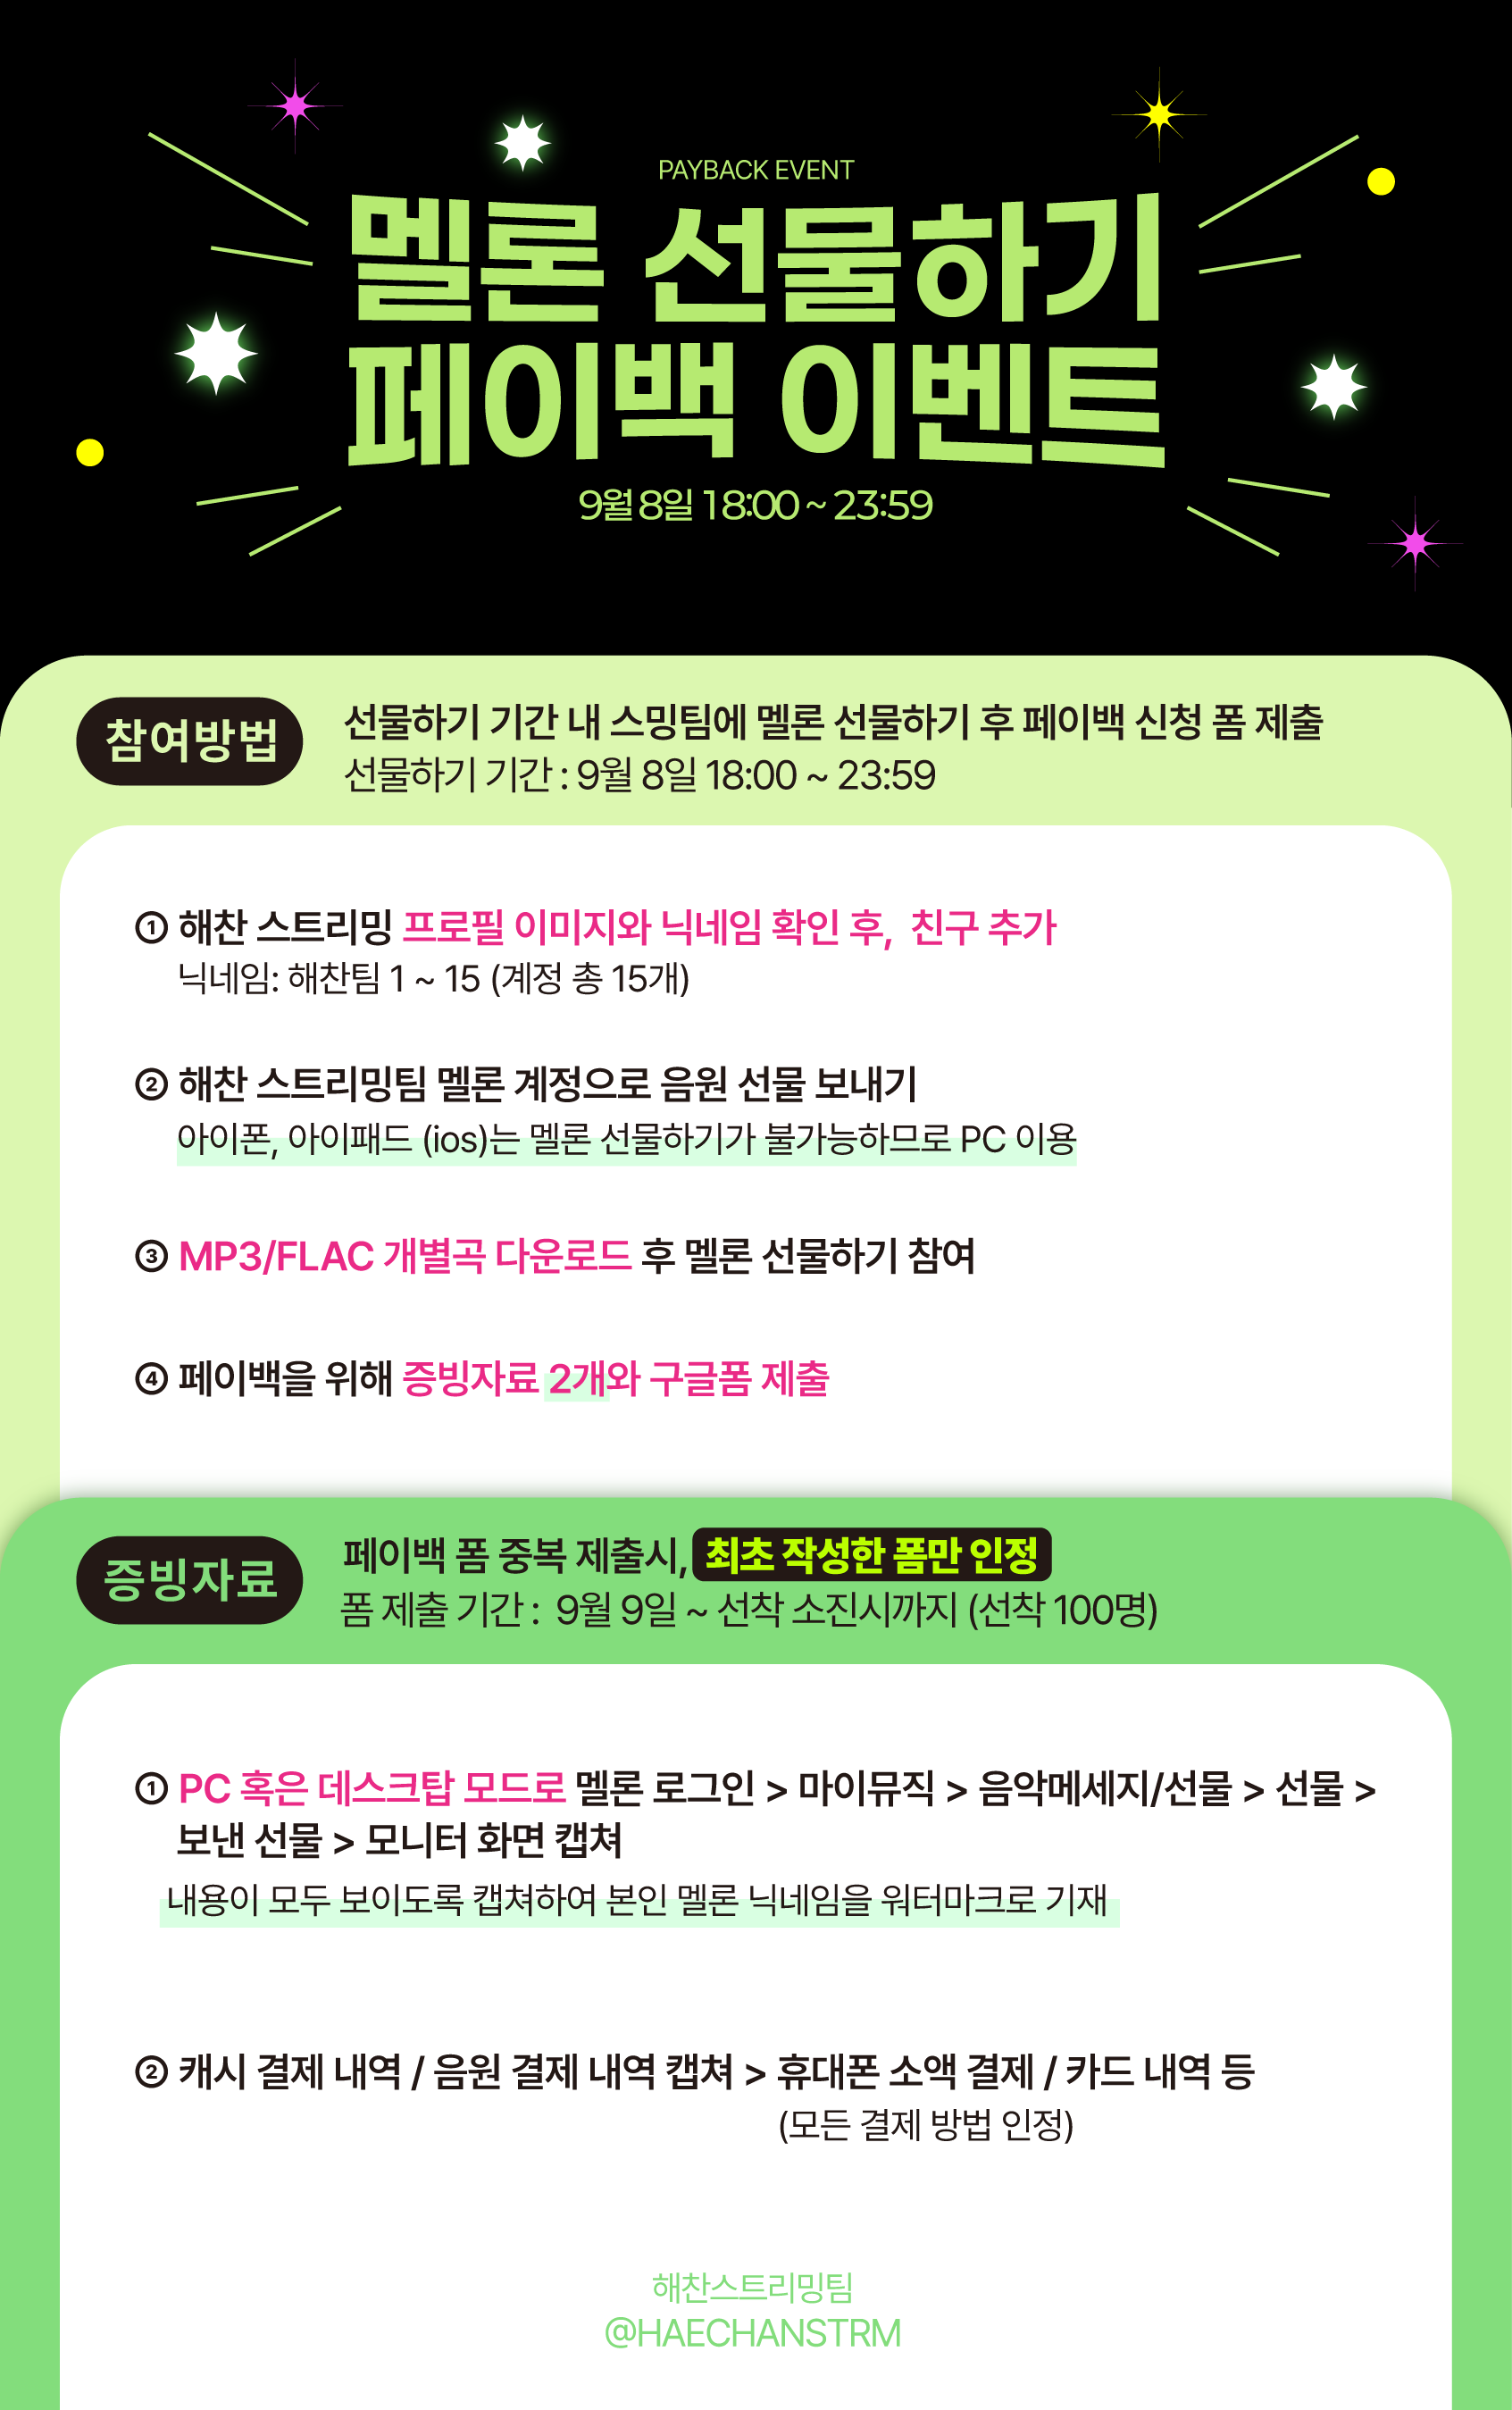 PAYBACK EVENT
멜론 선물하기
페이백 이벤트
9월 8일 18:00 ~ 23:59
참여방법
선물하기 기간 내 스밍팀에 멜론 선물하기 후 페이백 신청 폼 제출
선물하기 기간 : 9월 8일 18:00 ~ 23:59
① 해찬 스트리밍 프로필 이미지와 닉네임 확인 후, 친구 추가
닉네임: 해찬팀 1 ~ 15 (계정 총 15개)
② 해찬 스트리밍팀 멜론 계정으로 음원 선물 보내기
아이폰, 아이패드 (ios)는 멜론 선물하기가 불가능하므로 PC 이용
③ MP3/FLAC 개별곡 다운로드 후 멜론 선물하기 참여
④ 페이백을 위해 증빙자료 2개와 구글폼 제출
증빙자료
페이백 폼 중복 제출시, 최초 작성한 폼만 인정
폼 제출 기간 : 9월 9일 ~ 선착 소진시까지 (선착 100명)
① PC 혹은 데스크탑 모드로 멜론 로그인 > 마이뮤직 > 음악메세지/선물 > 선물 >
보낸 선물 > 모니터 화면 캡쳐
내용이 모두 보이도록 캡쳐하여 본인 멜론 닉네임을 워터마크로 기재
② 캐시 결제 내역 / 음원 결제 내역 캡쳐 > 휴대폰 소액 결제 / 카드 내역 등
(모든 결제 방법 인정)
해찬스트리밍팀
@HAECHANSTRM